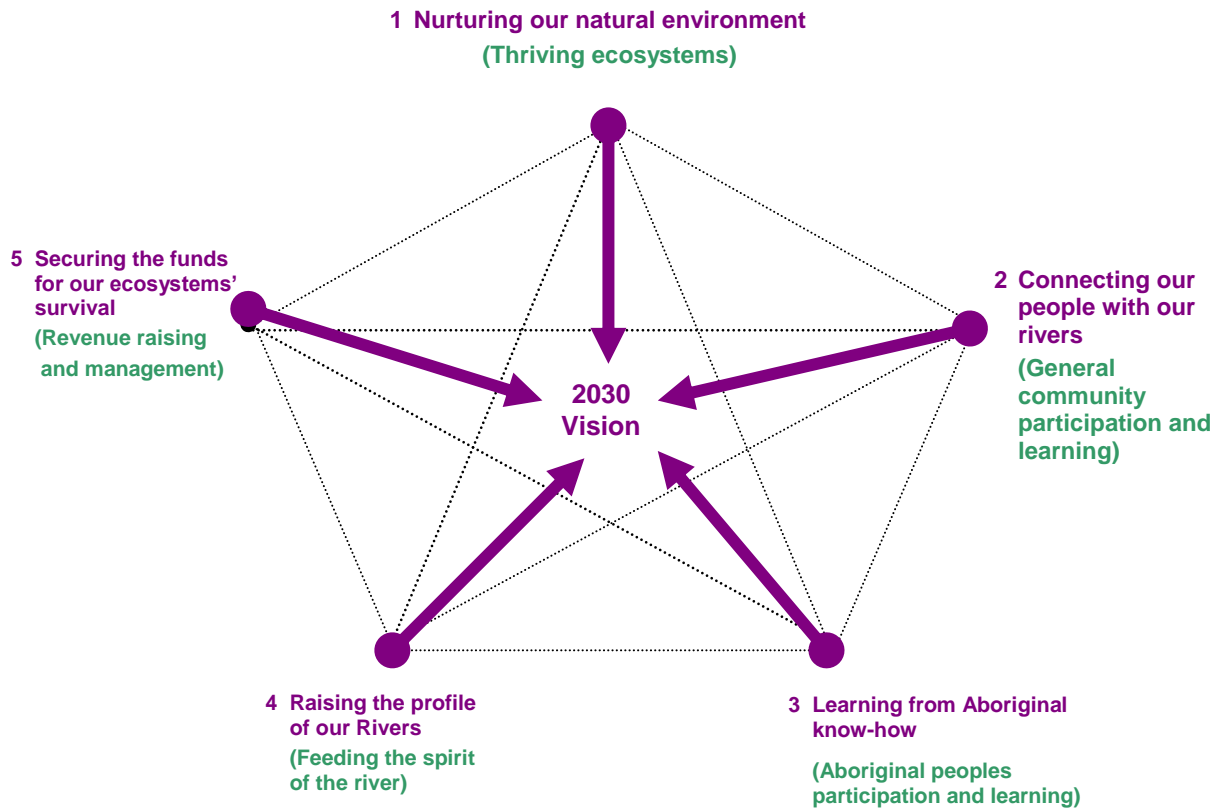 1 Nurturing our natural environment
(Thriving ecosystems)
5 Securing the funds
for our ecosystems’
survival
(Revenue raising
and management)
2 Connecting our
people with our
rivers
(General
community
participation and
learning)
2030
Vision
4 Raising the profile
of our Rivers
(Feeding the spirit
of the river)
3 Learning from Aboriginal
know-how
(Aboriginal peoples
participation and learning)